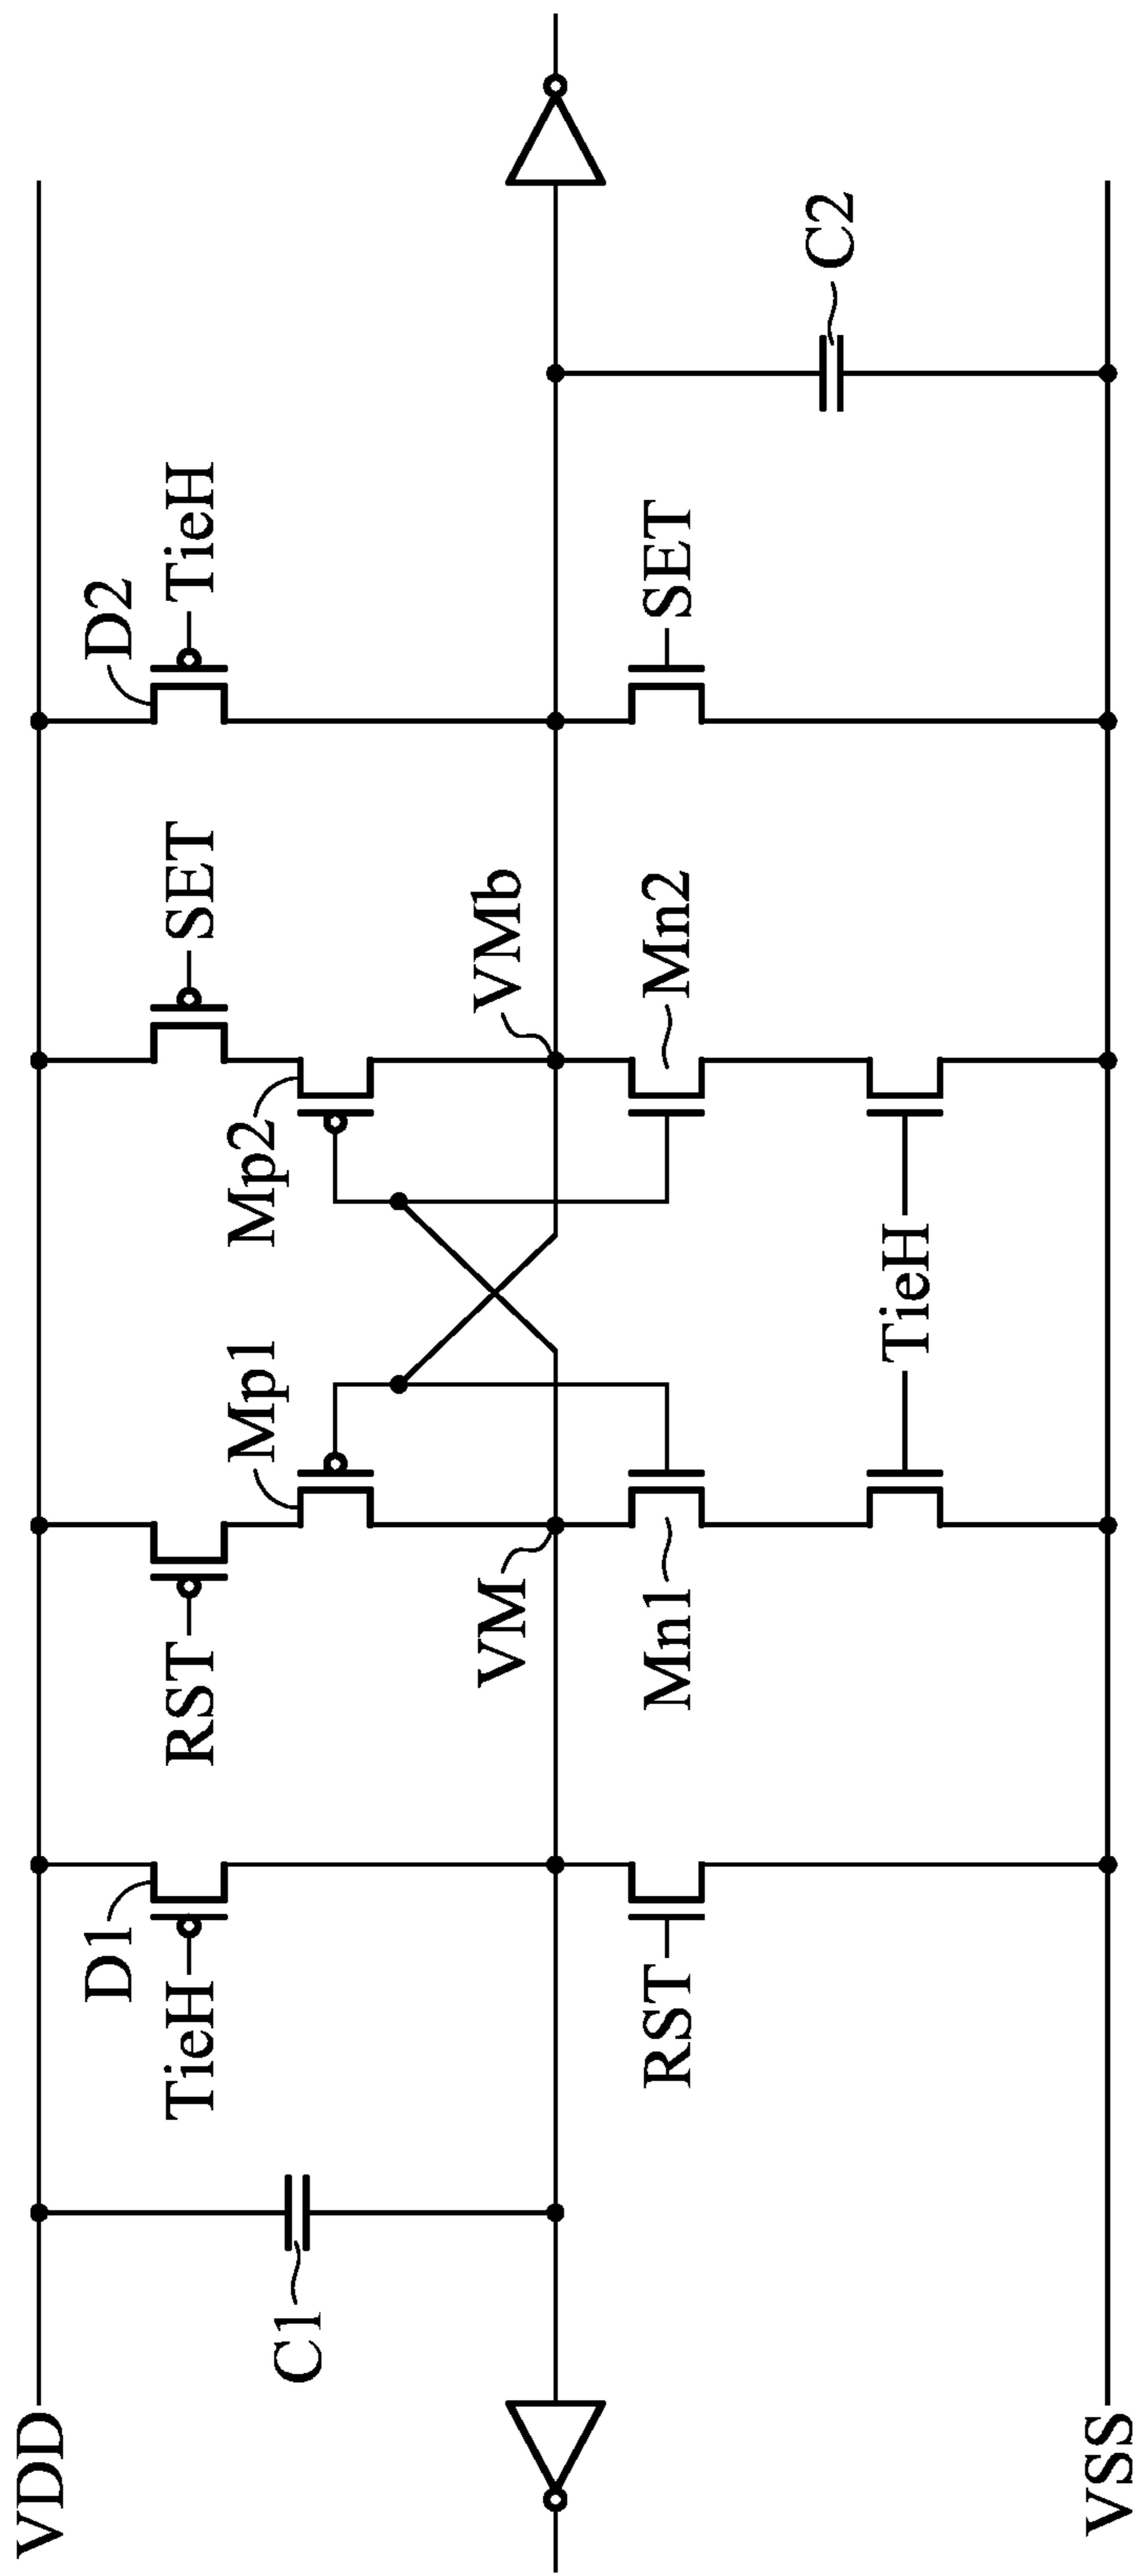 VDD
C1
D1
TieH
RST
RST
Mp1
VM
Mn1
TieH
Mp2
VMb
Mn2
SET
D2
TieH
SET
C2
VSS